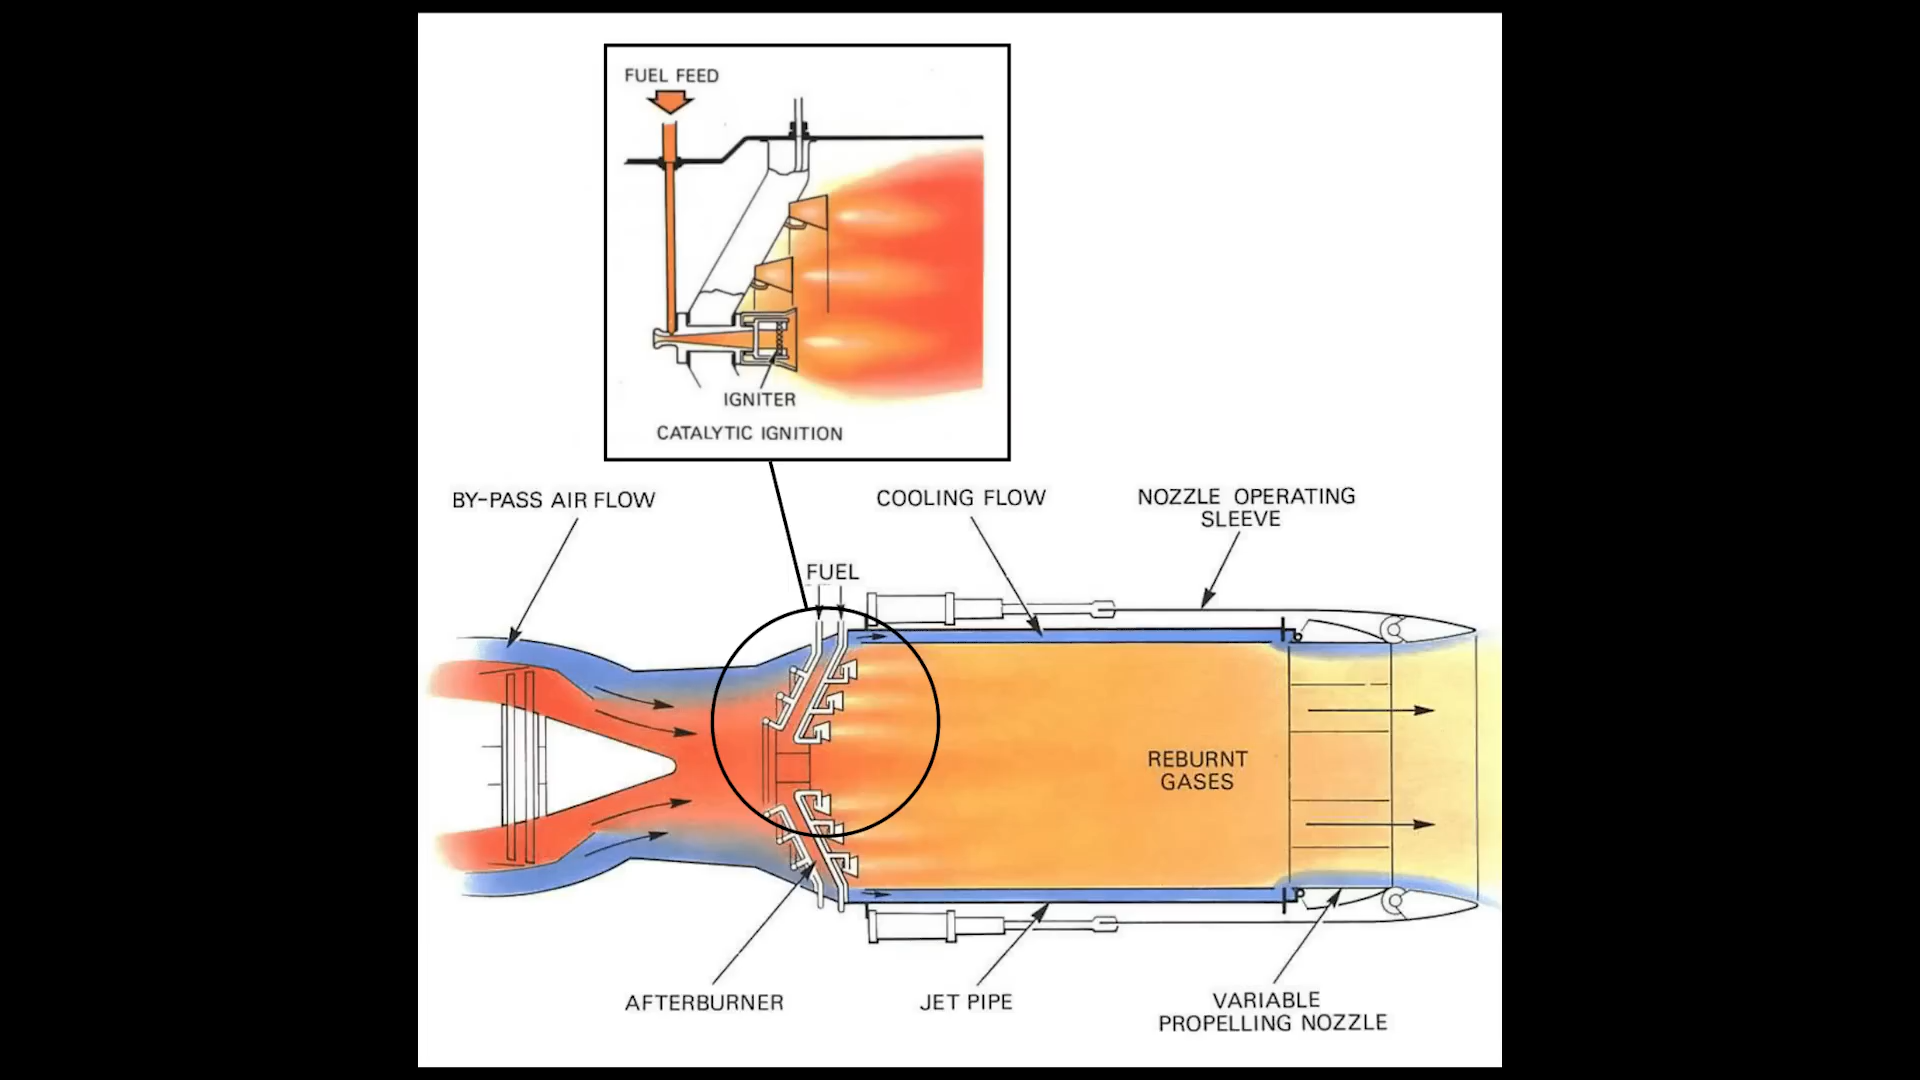 FUEL FEED
IGNITER
CATALYTIC IGNITION
BY-PASS AIR FLOW
COOLING FLOW
NOZZLE OPERATING
SLEEVE
FUEL
REBURNT
GASES
AFTERBURNER
JET PIPE
VARIABLE
PROPELLING NOZZLE